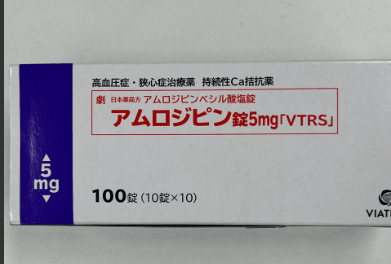 高血圧症・狭心症治療薬 持続性Ca拮抗薬
劇 日本薬局方 アムロジピンベシル酸塩錠
アムロジピン錠5mg「VTRS」
5
mg
100錠(10錠×10)